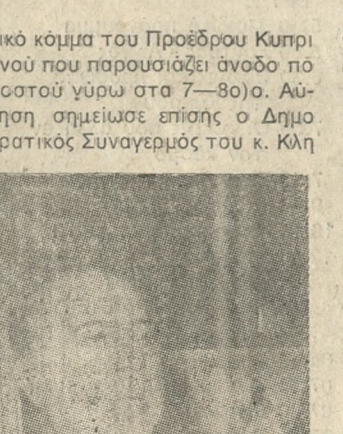 ικό κόμμα του Προέδρου Κυπρι
νού που παρουσιάζει άνοδο πό
οστού γύρω στα 7—8ο)ο. Αύ-
ηση σημείωσε επίσης ο Δημο
ρατικός Συναγερμός του κ. Κλη